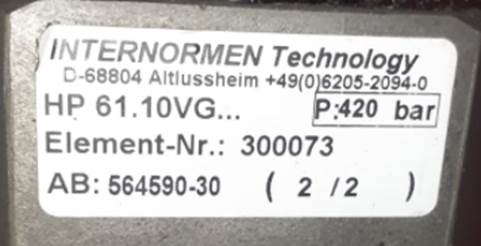 INTERNORMEN Technology
D-68804 Altlussheim +49(0)6205-2094-0
HP 61.10VG... P:420 bar
Element-Nr.: 300073
AB: 564590-30 ( 2 /2 )